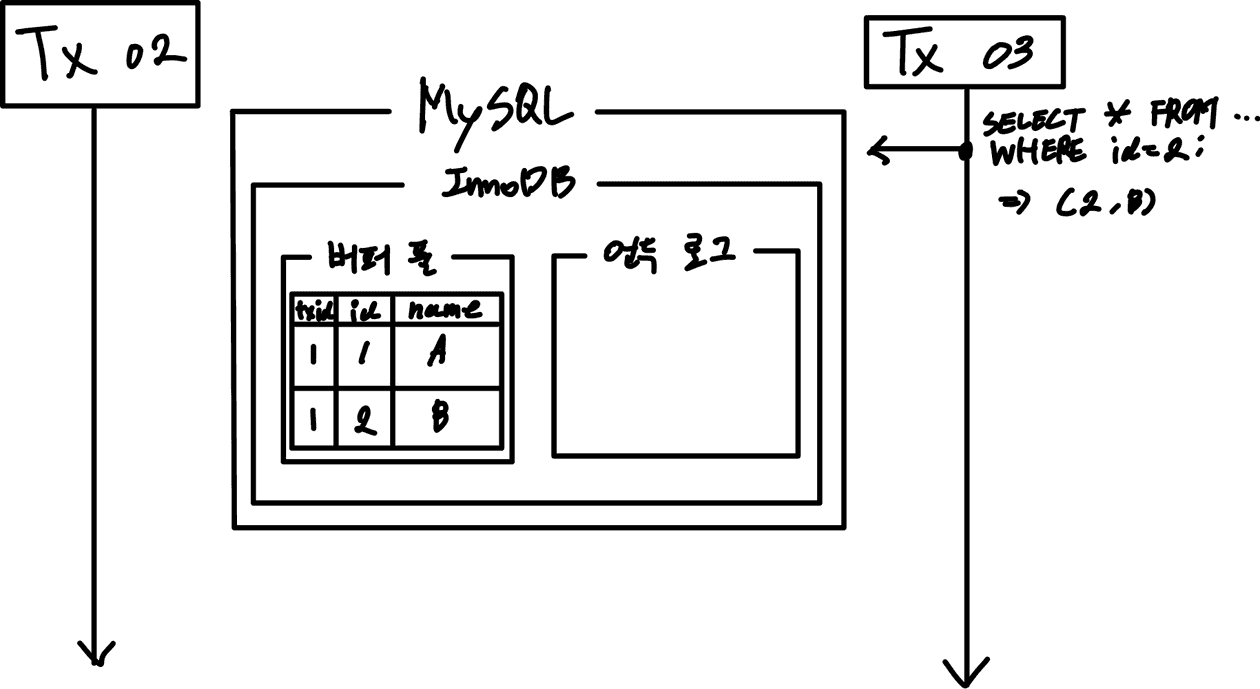 Tx 02
Tx 03
MySQL
SELECT * FROM ...
WHERE id=2;
InnoDB
=> (2,B)
버퍼 풀
언두 로그
txid id name
1 1 A
1 2 B